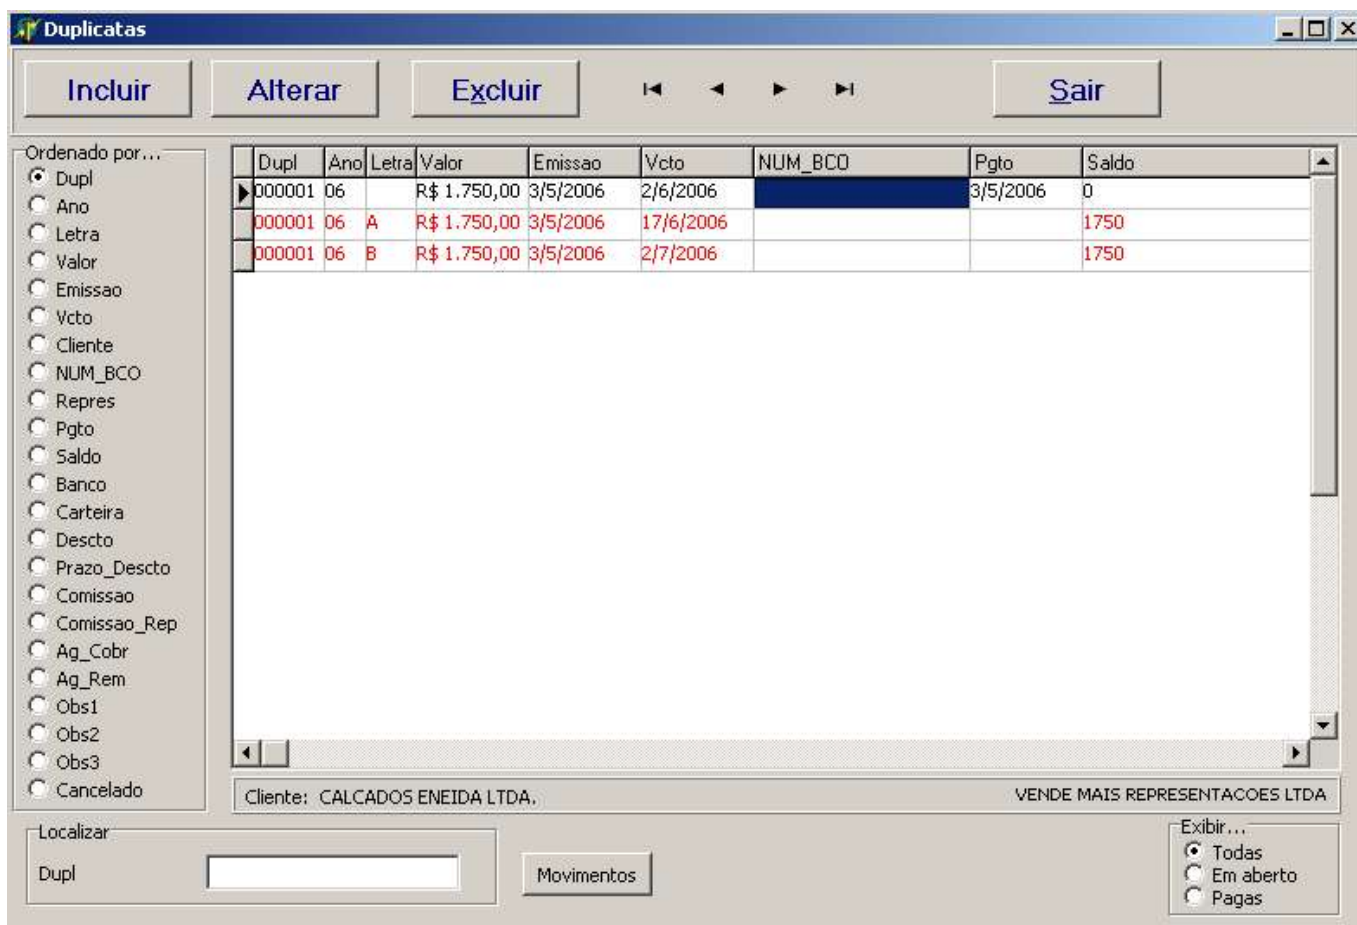 Duplicatas
Incluir Alterar Excluir Sair
Ordenado por...
Dupl
Ano
Letra
Valor
Emissao
Vcto
Cliente
NUM_BCO
Repres
Pgto
Saldo
Banco
Carteira
Descto
Prazo_Descto
Comissao
Comissao_Rep
Ag_Cobr
Ag_Rem
Obs1
Obs2
Obs3
Cancelado
Dupl Ano Letra Valor Emissao Vcto NUM_BCO Pgto Saldo
000001 06 R$ 1.750,00 3/5/2006 2/6/2006 3/5/2006 0
000001 06 A R$ 1.750,00 3/5/2006 17/6/2006 1750
000001 06 B R$ 1.750,00 3/5/2006 2/7/2006 1750
Cliente: CALCADOS ENEIDA LTDA. VENDE MAIS REPRESENTACOES LTDA
Localizar
Dupl
Movimentos
Exibir...
Todas
Em aberto
Pagas